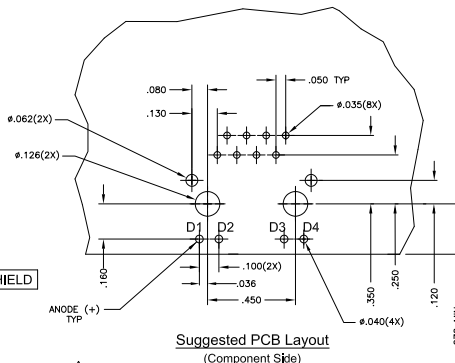 .080
.050 TYP
.130
ø.035(8X)
ø.062(2X)
ø.126(2X)
D1 D2 D3 D4
.160
.100(2X)
.036
.450
.350
.250
.120
SHIELD
ANODE (+)
TYP
ø.040(4X)
Suggested PCB Layout
(Component Side)